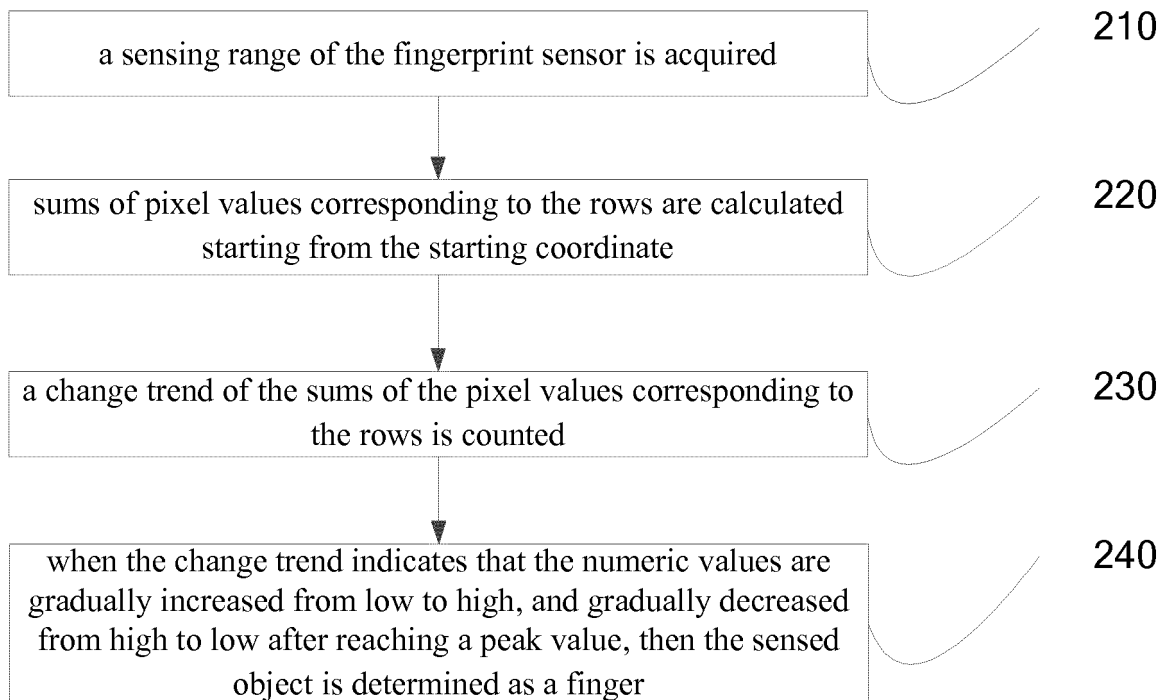 a sensing range of the fingerprint sensor is acquired
210
sums of pixel values corresponding to the rows are calculated
starting from the starting coordinate
220
a change trend of the sums of the pixel values corresponding to
the rows is counted
230
when the change trend indicates that the numeric values are
gradually increased from low to high, and gradually decreased
from high to low after reaching a peak value, then the sensed
object is determined as a finger
240